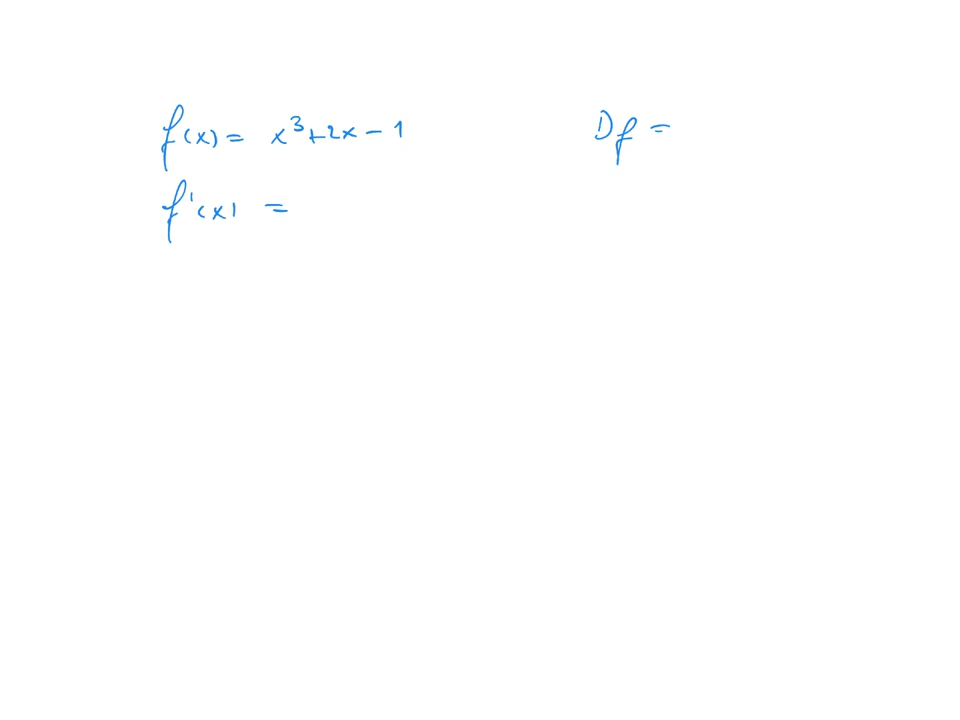 f(x) = x³+2x-1
Df =
f'(x) =